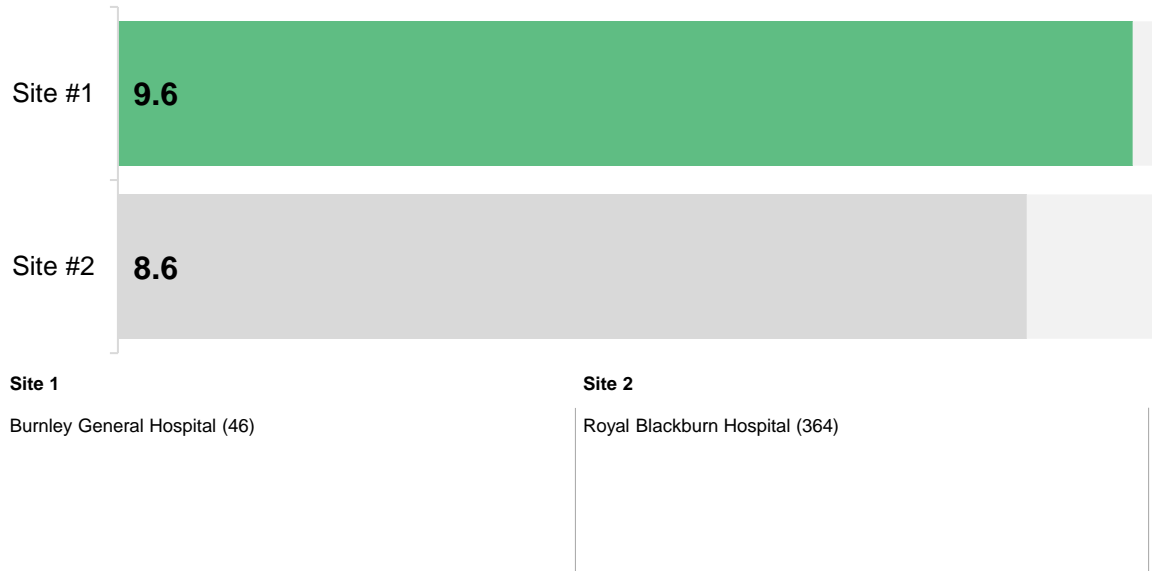 Site #1
9.6
Site #2
8.6
Site 1
Site 2
Burnley General Hospital (46)
Royal Blackburn Hospital (364)